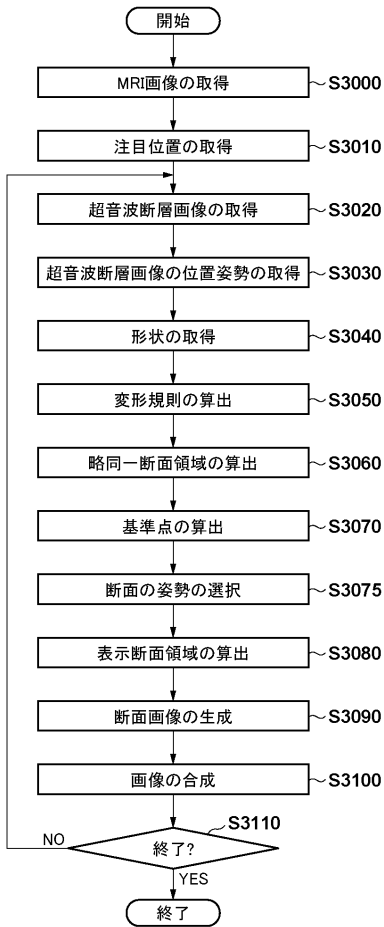 開始
MRI画像の取得 S3000
注目位置の取得 S3010
超音波断層画像の取得 S3020
超音波断層画像の位置姿勢の取得 S3030
形状の取得 S3040
変形規則の算出 S3050
略同一断面領域の算出 S3060
基準点の算出 S3070
断面の姿勢の選択 S3075
表示断面領域の算出 S3080
断面画像の生成 S3090
画像の合成 S3100
S3110
NO 終了?
YES
終了